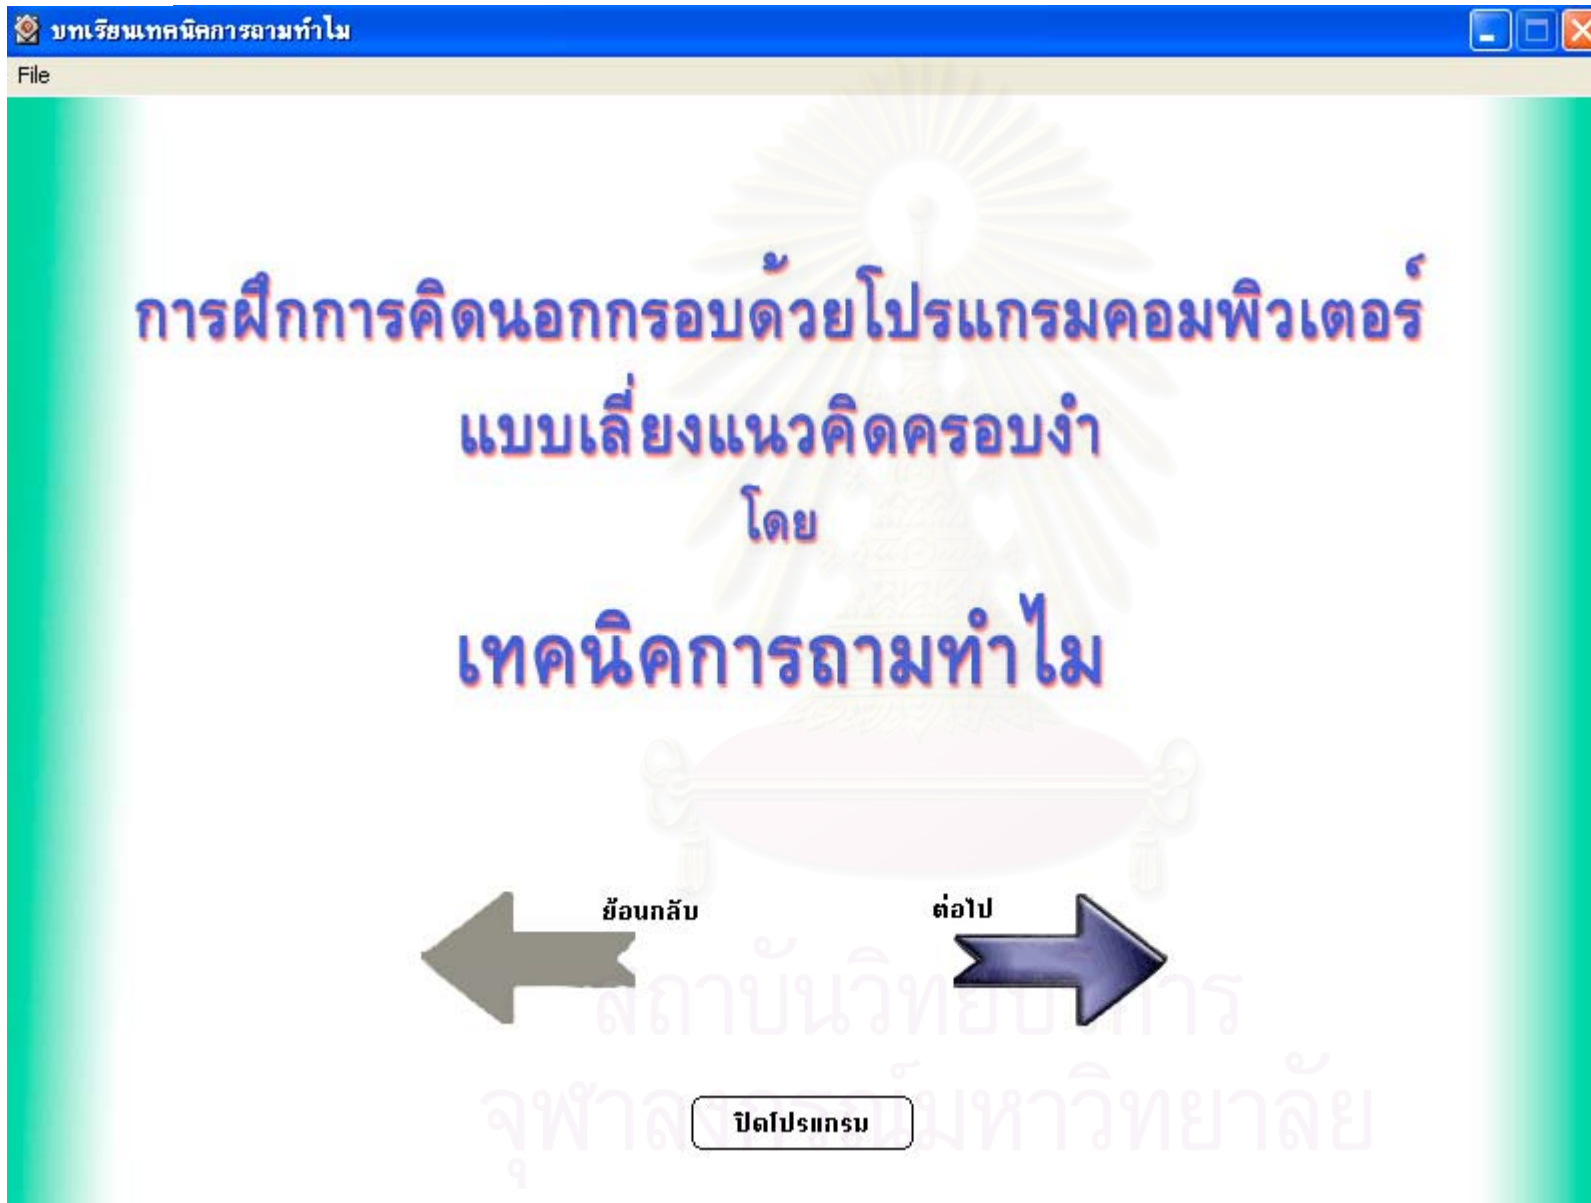 บทเรียนเทคนิคการถามทำไม
File
การฝึกการคิดนอกกรอบด้วยโปรแกรมคอมพิวเตอร์
แบบเลี่ยงแนวคิดครอบงำ
โดย
เทคนิคการถามทำไม
ย้อนกลับ ต่อไป
สถาบันวิทยบริการ
จุฬาลงกรณ์มหาวิทยาลัย
ปิดโปรแกรม